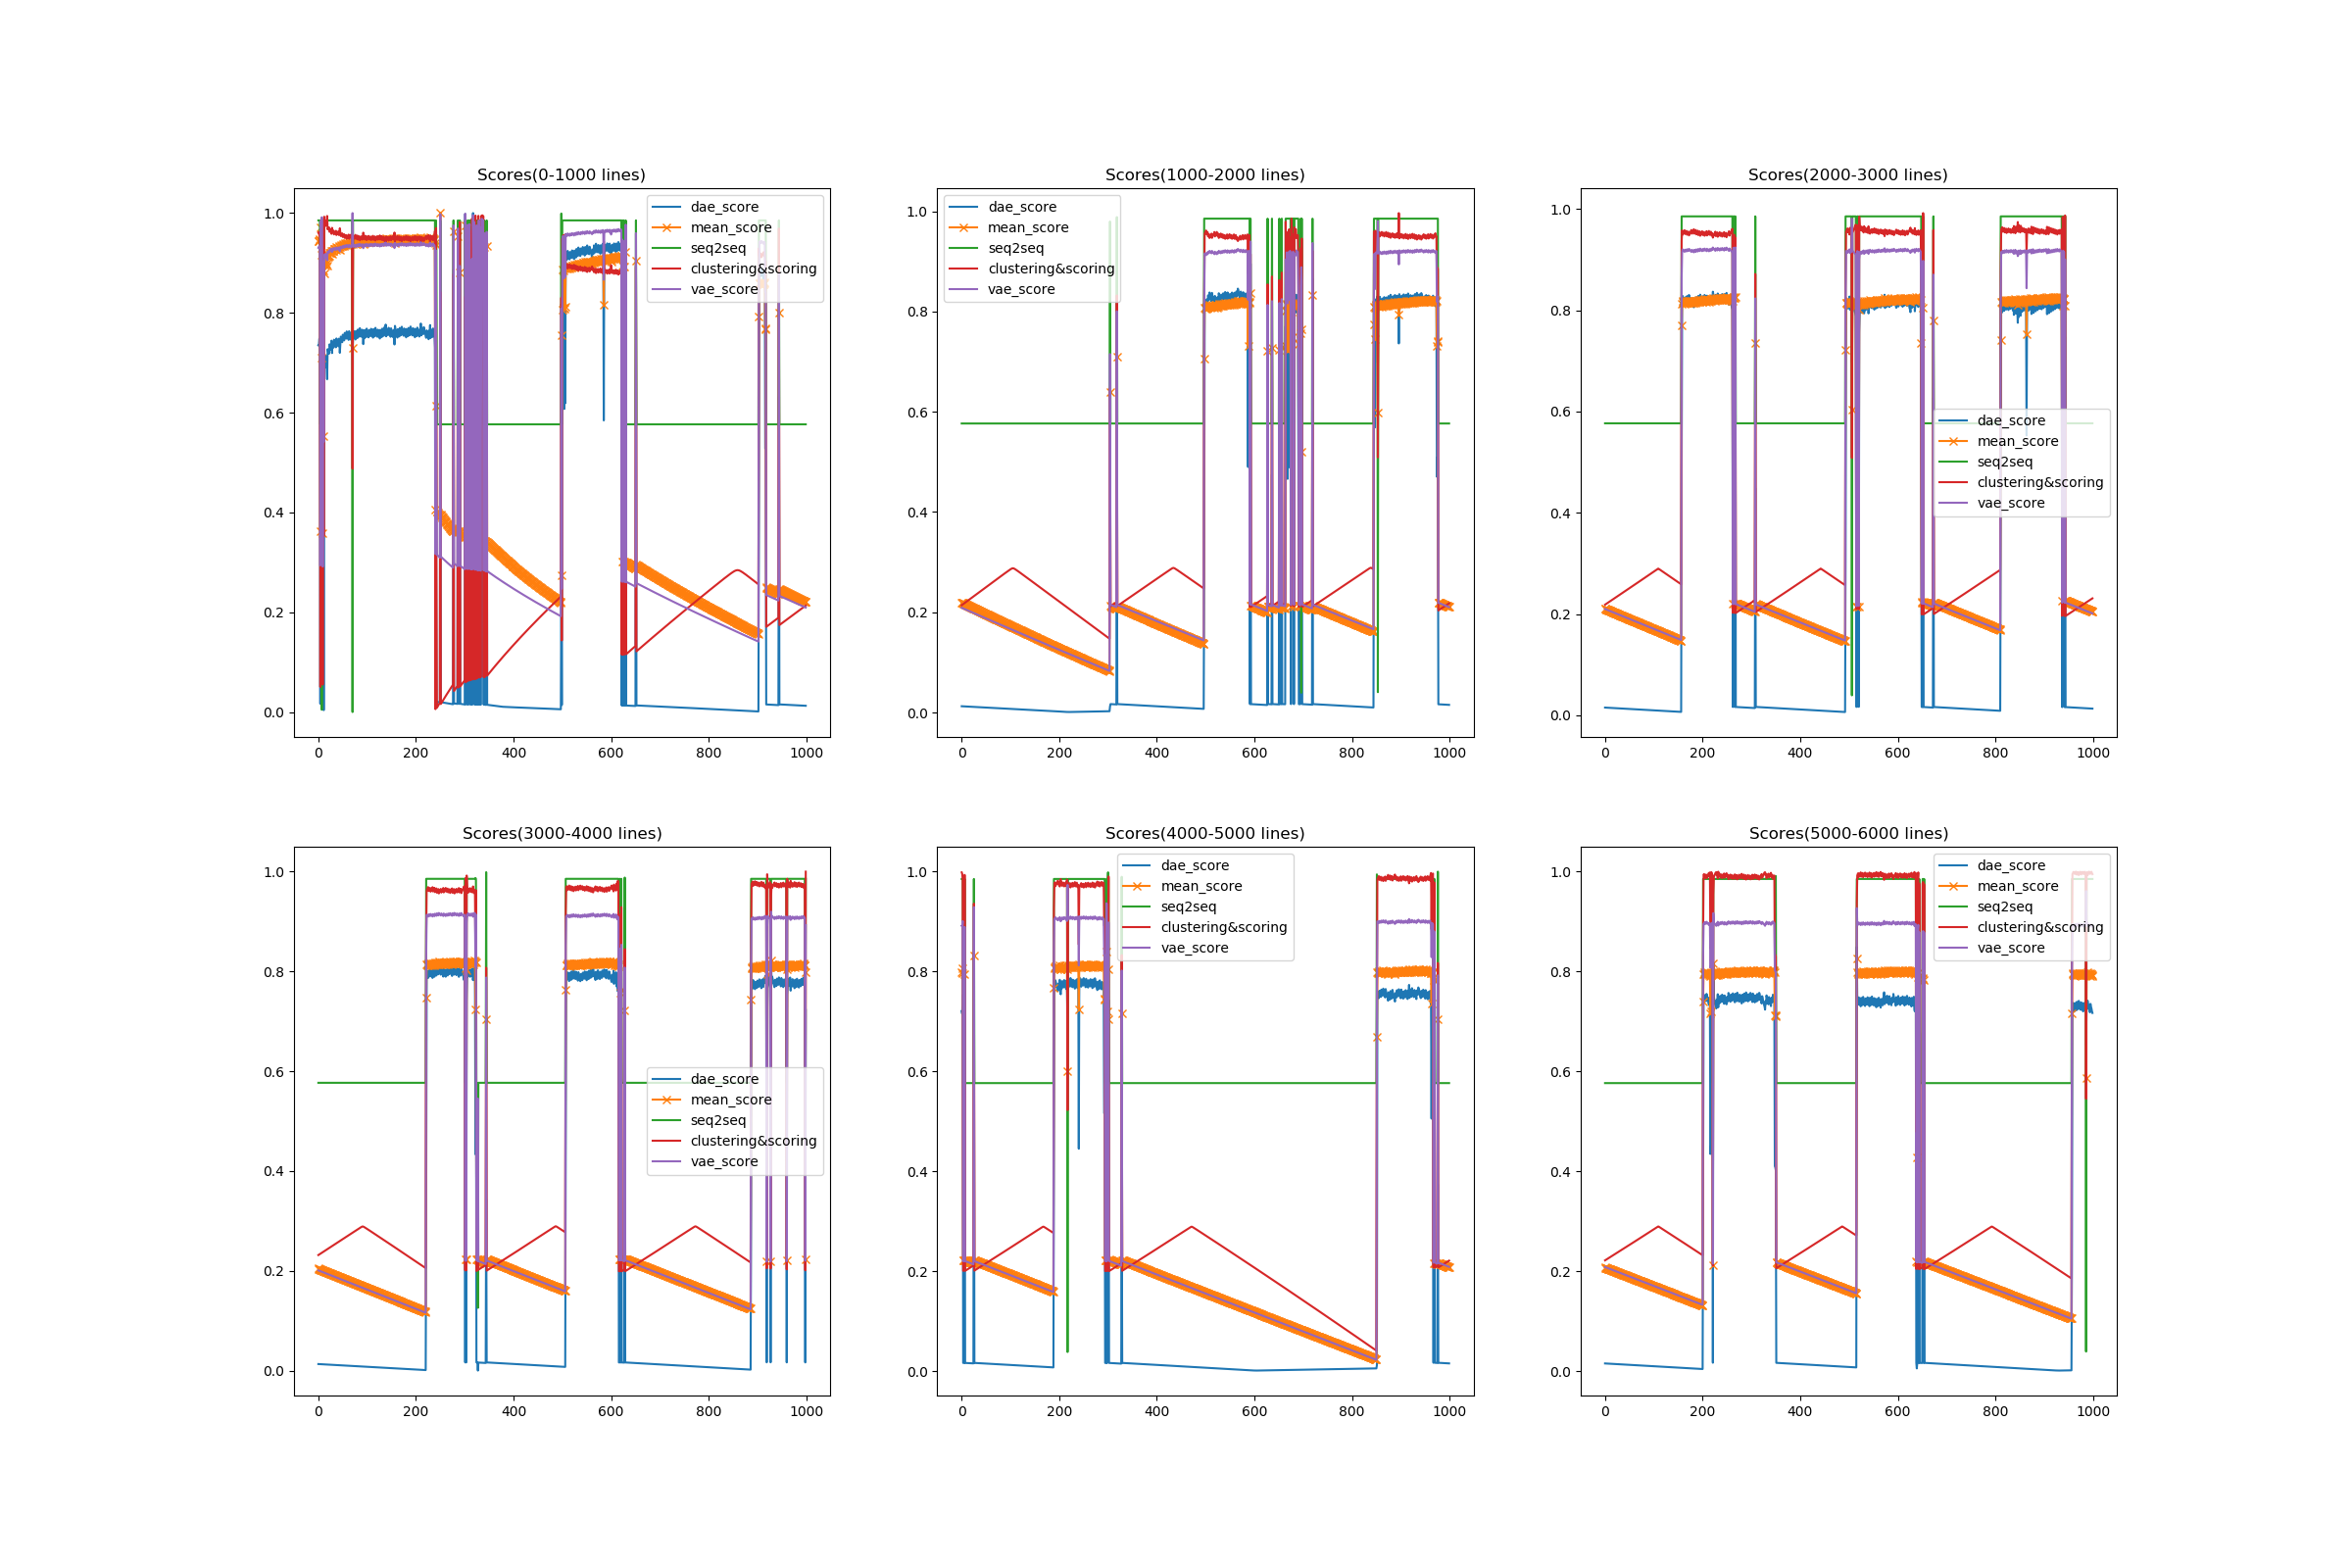 Scores(0-1000 lines)
1.0
0.8
0.6
0.4
0.2
0.0
0 200 400 600 800 1000
dae_score
mean_score
seq2seq
clustering&scoring
vae_score
Scores(1000-2000 lines)
1.0
0.8
0.6
0.4
0.2
0.0
0 200 400 600 800 1000
dae_score
mean_score
seq2seq
clustering&scoring
vae_score
Scores(2000-3000 lines)
1.0
0.8
0.6
0.4
0.2
0.0
0 200 400 600 800 1000
dae_score
mean_score
seq2seq
clustering&scoring
vae_score
Scores(3000-4000 lines)
1.0
0.8
0.6
0.4
0.2
0.0
0 200 400 600 800 1000
dae_score
mean_score
seq2seq
clustering&scoring
vae_score
Scores(4000-5000 lines)
1.0
0.8
0.6
0.4
0.2
0.0
0 200 400 600 800 1000
dae_score
mean_score
seq2seq
clustering&scoring
vae_score
Scores(5000-6000 lines)
1.0
0.8
0.6
0.4
0.2
0.0
0 200 400 600 800 1000
dae_score
mean_score
seq2seq
clustering&scoring
vae_score